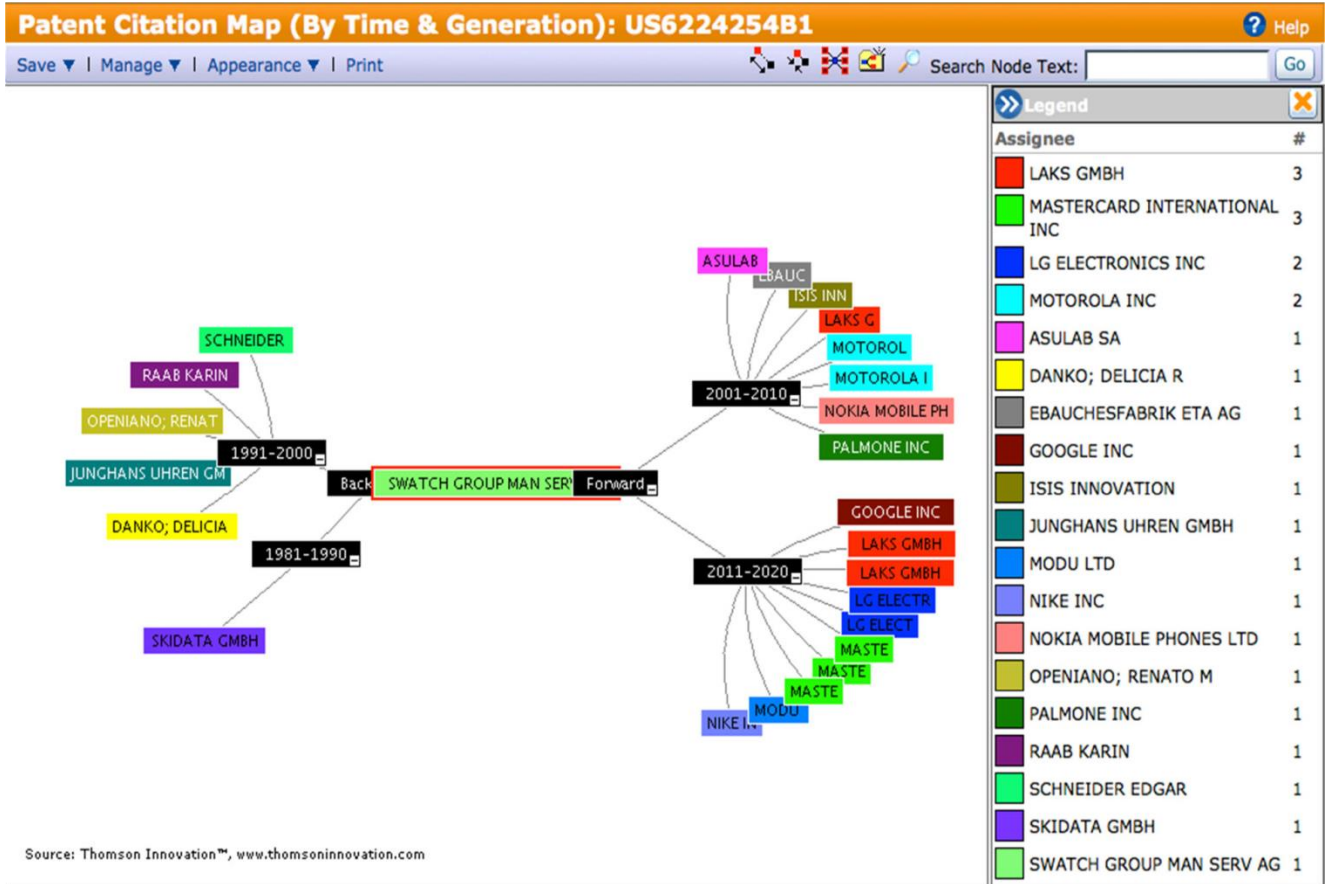 Patent Citation Map (By Time & Generation): US6224254B1
? Help
Save ▼ | Manage ▼ | Appearance ▼ | Print
Search Node Text:
Go
SCHNEIDER
RAAB KARIN
OPENIANO; RENAT
1991-2000
JUNGHANS UHREN GM
DANKO; DELICIA
1981-1990
SKIDATA GMBH
Back
SWATCH GROUP MAN SER
Forward
ASULAB
EBAUC
ISIS INN
LAKS G
MOTOROL
MOTOROLA I
2001-2010
NOKIA MOBILE PH
PALMONE INC
GOOGLE INC
LAKS GMBH
LAKS GMBH
2011-2020
LG ELECTR
LG ELECT
MASTE
MASTE
MASTE
MODU
NIKE IN
Source: Thomson Innovation™, www.thomsoninnovation.com
Legend
Assignee #
LAKS GMBH 3
MASTERCARD INTERNATIONAL
INC 3
LG ELECTRONICS INC 2
MOTOROLA INC 2
ASULAB SA 1
DANKO; DELICIA R 1
EBAUCHESFABRIK ETA AG 1
GOOGLE INC 1
ISIS INNOVATION 1
JUNGHANS UHREN GMBH 1
MODU LTD 1
NIKE INC 1
NOKIA MOBILE PHONES LTD 1
OPENIANO; RENATO M 1
PALMONE INC 1
RAAB KARIN 1
SCHNEIDER EDGAR 1
SKIDATA GMBH 1
SWATCH GROUP MAN SERV AG 1